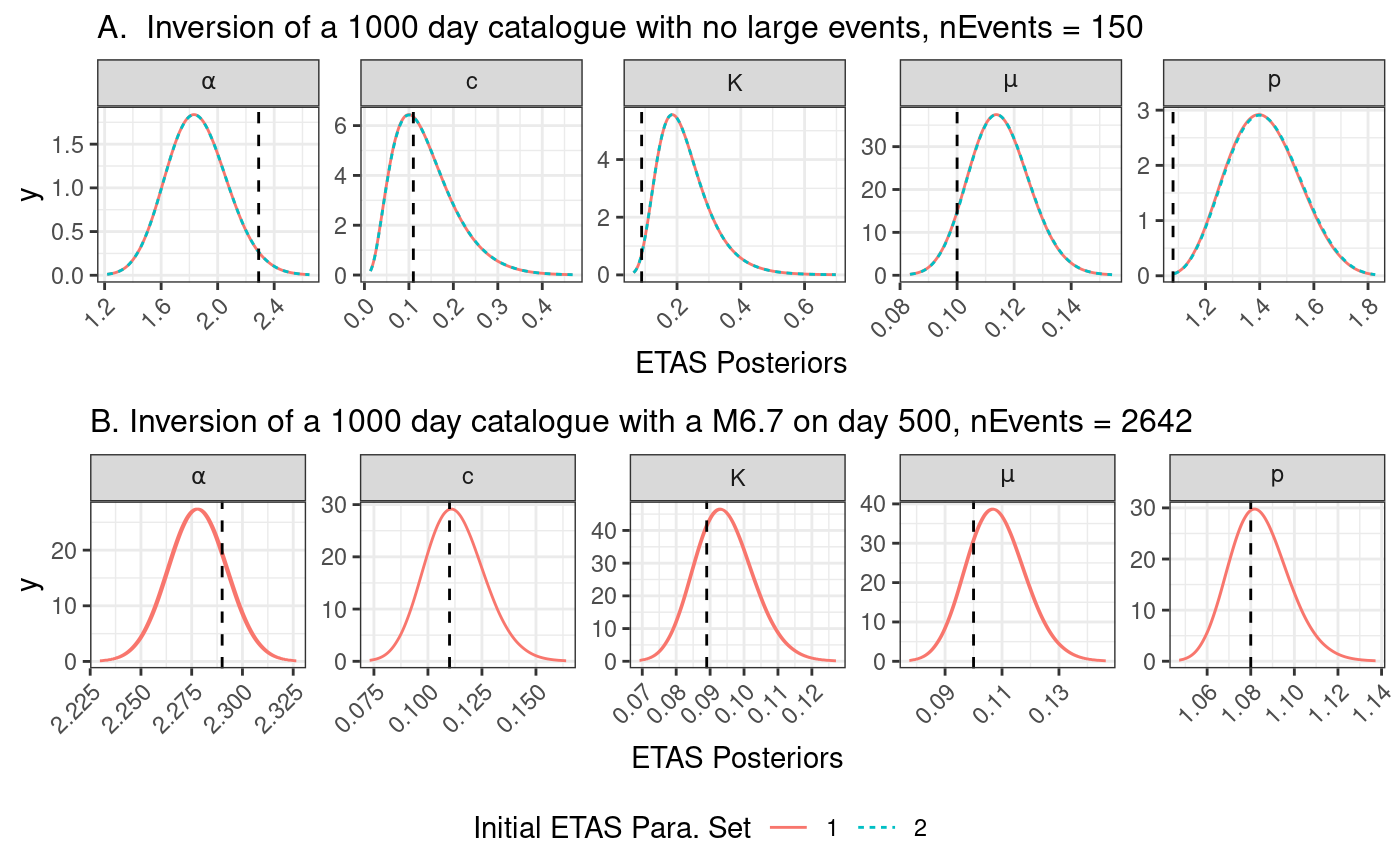 A. Inversion of a 1000 day catalogue with no large events, nEvents = 150
α c K μ p
y
0.0 0.5 1.0 1.5
1.2 1.6 2.0 2.4
0 2 4 6
0.0 0.1 0.2 0.3 0.4
0 2 4
0.2 0.4 0.6
0 10 20 30
0.08 0.10 0.12 0.14
0 1 2 3
1.2 1.4 1.6 1.8
ETAS Posteriors
B. Inversion of a 1000 day catalogue with a M6.7 on day 500, nEvents = 2642
α c K μ p
y
0 10 20
2.225 2.250 2.275 2.300 2.325
0 10 20 30
0.075 0.100 0.125 0.150
0 10 20 30 40
0.07 0.08 0.09 0.10 0.11 0.12
0 10 20 30 40
0.09 0.11 0.13
0 10 20 30
1.06 1.08 1.10 1.12 1.14
ETAS Posteriors
Initial ETAS Para. Set 1 2